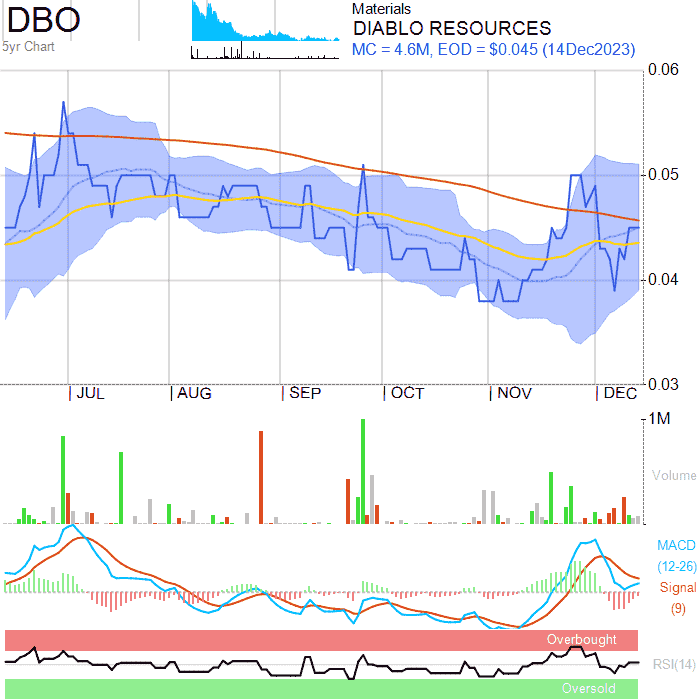 DBO
5yr Chart
Materials
DIABLO RESOURCES
MC = 4.6M, EOD = $0.045 (14Dec2023)
0.06
0.05
0.04
0.03
JUL AUG SEP OCT NOV DEC
1M
Volume
MACD
(12-26)
Signal
(9)
Overbought
RSI(14)
Oversold